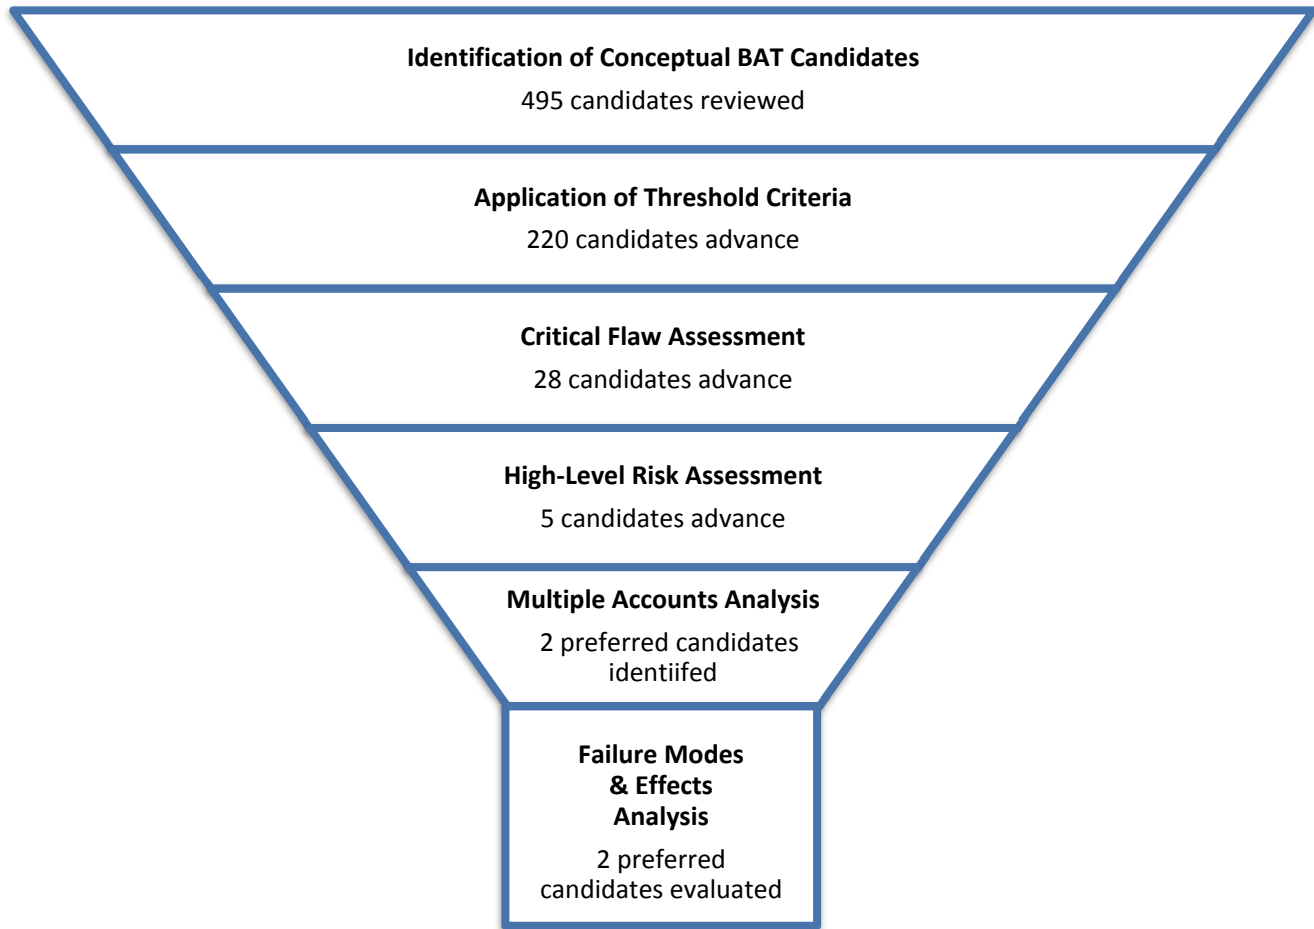 Identification of Conceptual BAT Candidates
495 candidates reviewed
Application of Threshold Criteria
220 candidates advance
Critical Flaw Assessment
28 candidates advance
High-Level Risk Assessment
5 candidates advance
Multiple Accounts Analysis
2 preferred candidates
identiifed
Failure Modes
& Effects
Analysis
2 preferred
candidates evaluated